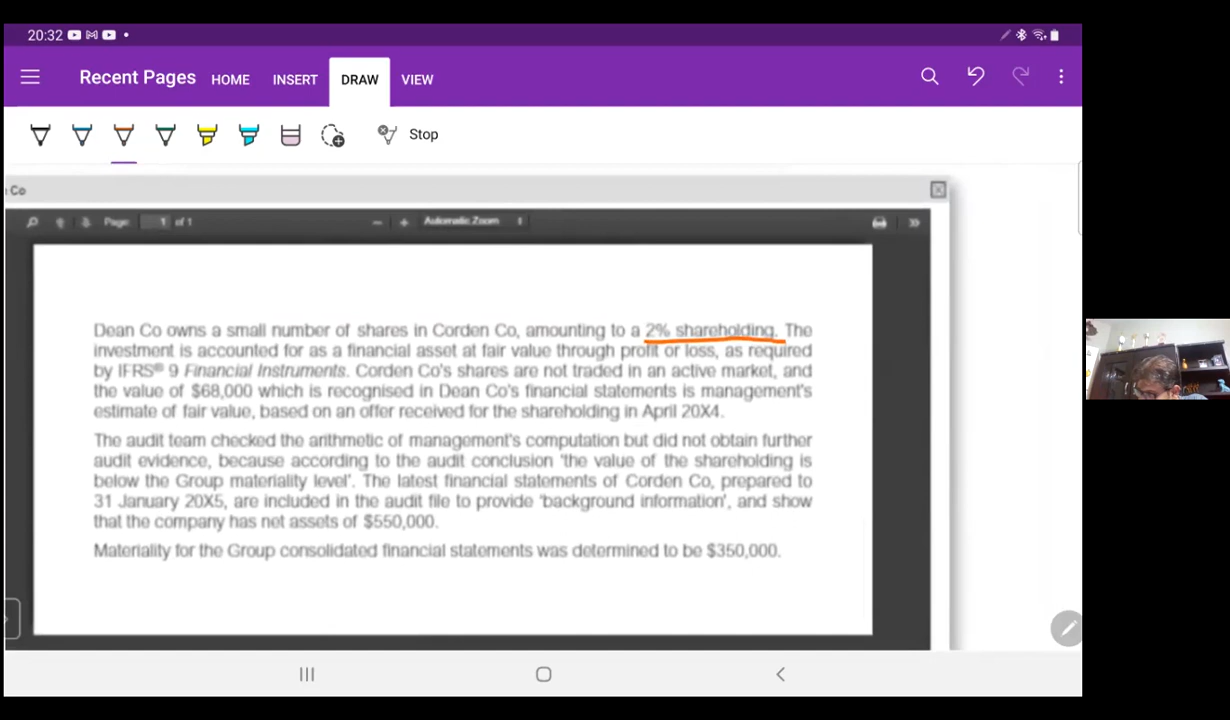 20:32
Recent Pages HOME INSERT DRAW VIEW
Stop
Co
Page: 1 of 1 Automatic Zoom
Dean Co owns a small number of shares in Corden Co, amounting to a 2% shareholding. The
investment is accounted for as a financial asset at fair value through profit or loss, as required
by IFRS® 9 Financial Instruments. Corden Co's shares are not traded in an active market, and
the value of $68,000 which is recognised in Dean Co's financial statements is management's
estimate of fair value, based on an offer received for the shareholding in April 20X4.
The audit team checked the arithmetic of management's computation but did not obtain further
audit evidence, because according to the audit conclusion 'the value of the shareholding is
below the Group materiality level'. The latest financial statements of Corden Co, prepared to
31 January 20X5, are included in the audit file to provide 'background information', and show
that the company has net assets of $550,000.
Materiality for the Group consolidated financial statements was determined to be $350,000.